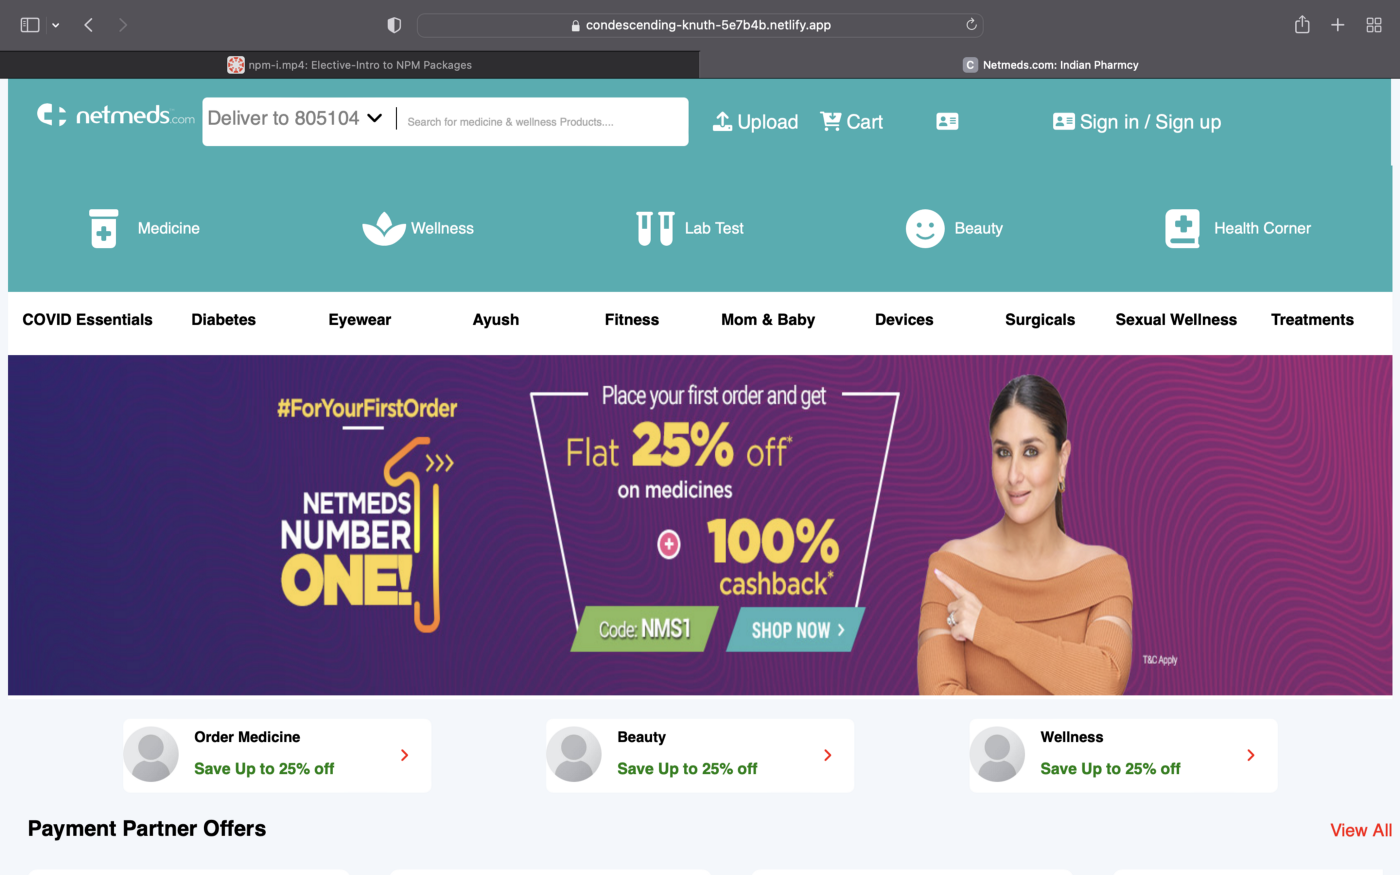 condescending-knuth-5e7b4b.netlify.app
npm-i.mp4: Elective-Intro to NPM Packages
C Netmeds.com: Indian Pharmcy
netmeds.com
Deliver to 805104
Search for medicine & wellness Products....
Upload
Cart
Sign in / Sign up
Medicine
Wellness
Lab Test
Beauty
Health Corner
COVID Essentials
Diabetes
Eyewear
Ayush
Fitness
Mom & Baby
Devices
Surgicals
Sexual Wellness
Treatments
#ForYourFirstOrder
NETMEDS
NUMBER
ONE!
Place your first order and get
Flat 25% off*
on medicines
100%
cashback*
Code: NMS1
SHOP NOW >
T&C Apply
Order Medicine
Save Up to 25% off
Beauty
Save Up to 25% off
Wellness
Save Up to 25% off
Payment Partner Offers
View All